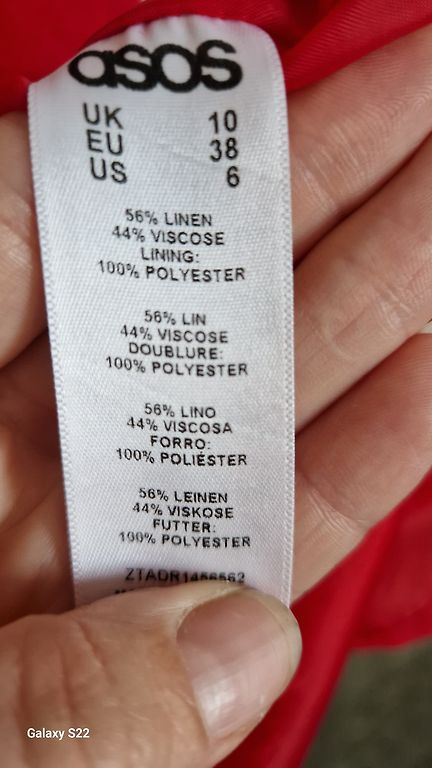 asos
UK 10
EU 38
US 6
56% LINEN
44% VISCOSE
LINING:
100% POLYESTER
56% LIN
44% VISCOSE
DOUBLURE:
100% POLYESTER
56% LINO
44% VISCOSA
FORRO:
100% POLIÉSTER
56% LEINEN
44% VISKOSE
FUTTER:
100% POLYESTER
ZTADR1456562
Galaxy S22